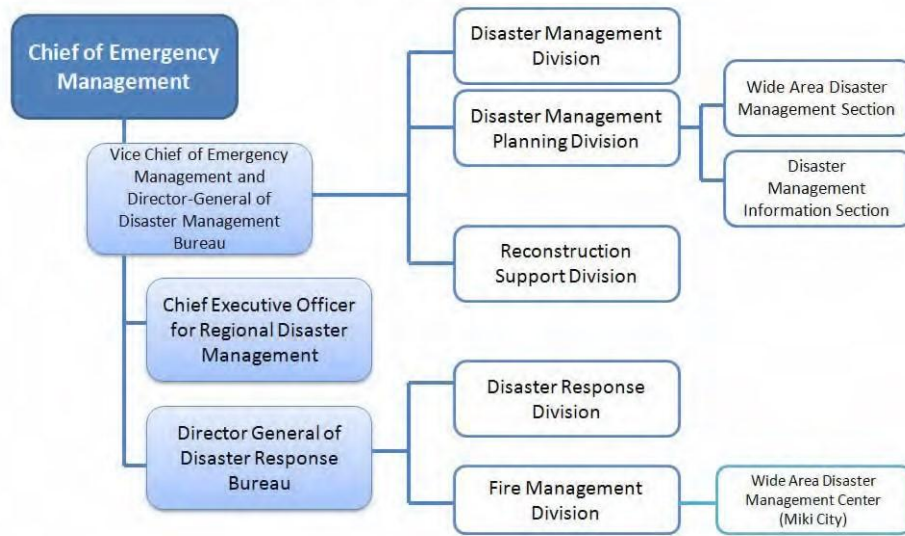 Chief of Emergency
Management
Vice Chief of Emergency
Management and
Director-General of
Disaster Management
Bureau
Chief Executive Officer
for Regional Disaster
Management
Director General of
Disaster Response
Bureau
Disaster Management
Division
Disaster Management
Planning Division
Reconstruction
Support Division
Disaster Response
Division
Fire Management
Division
Wide Area Disaster
Management Section
Disaster
Management
Information Section
Wide Area Disaster
Management Center
(Miki City)